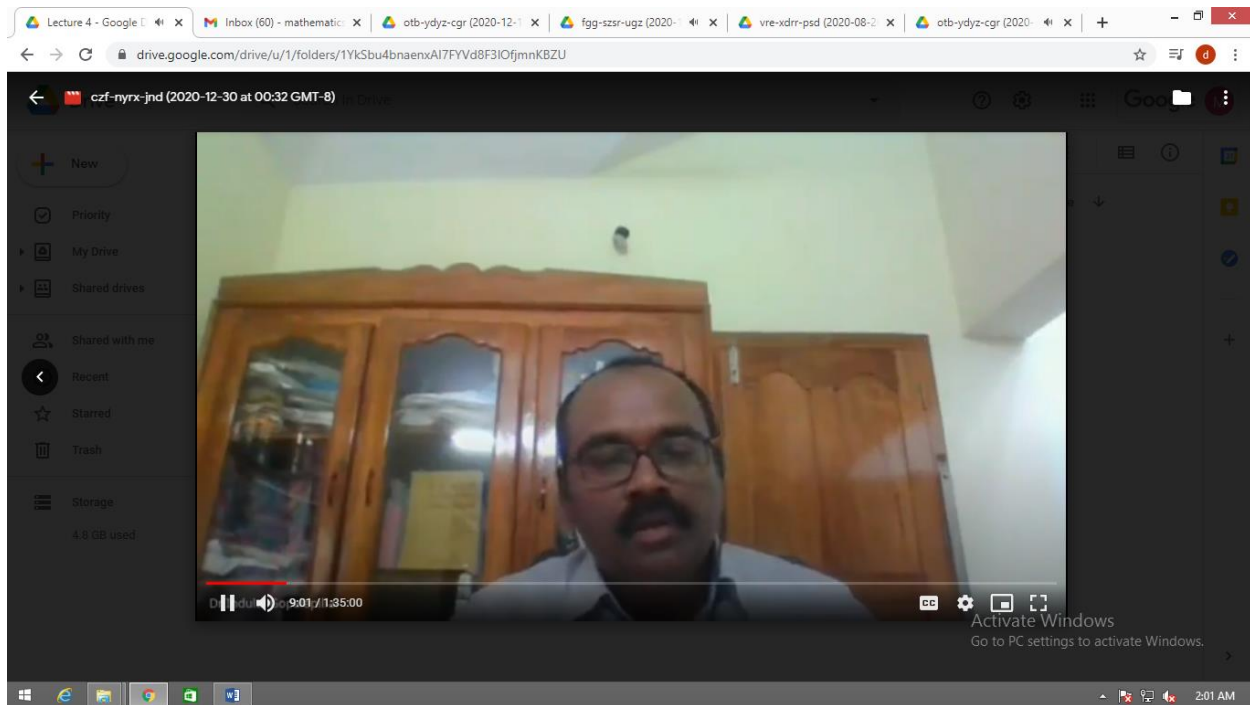 Lecture 4 - Google D
Inbox (60) - mathematic
otb-ydyz-cgr (2020-12-1
fgg-szsr-ugz (2020-
vre-xdrr-psd (2020-08-2
otb-ydyz-cgr (2020-
drive.google.com/drive/u/1/folders/1YkSbu4bnaenxAI7FYVd8F3IOfjmnKBZU
d
czf-nyrx-jnd (2020-12-30 at 00:32 GMT-8)
in Drive
Goo
New
Priority
My Drive
Shared drives
Shared with me
Recent
Starred
Trash
Storage
4.8 GB used
9:01 / 1:35:00
CC
Activate Windows
Go to PC settings to activate Windows.
2:01 AM